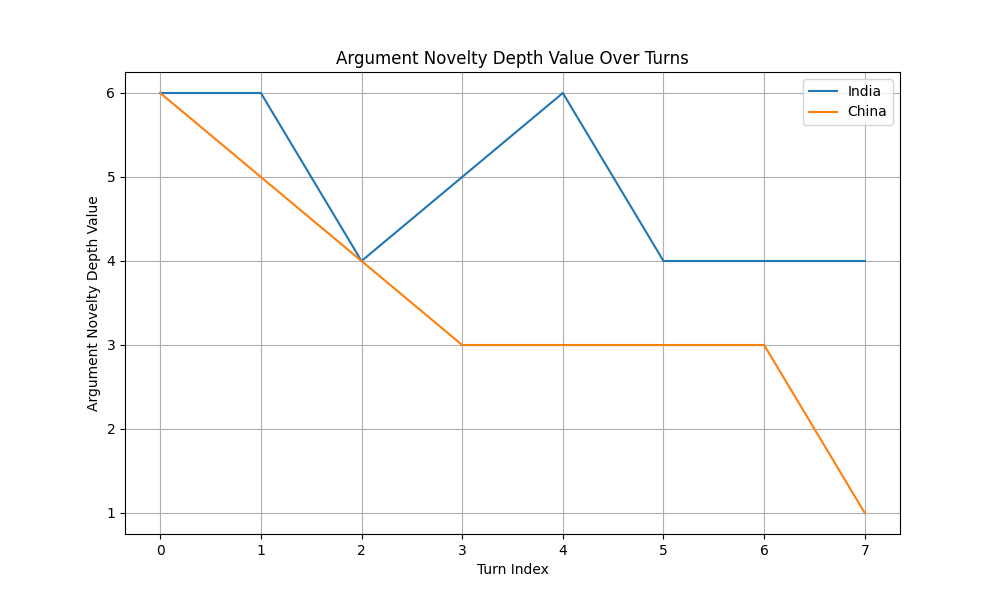 Argument Novelty Depth Value Over Turns
India
China
Argument Novelty Depth Value
6
5
4
3
2
1
0 1 2 3 4 5 6 7
Turn Index